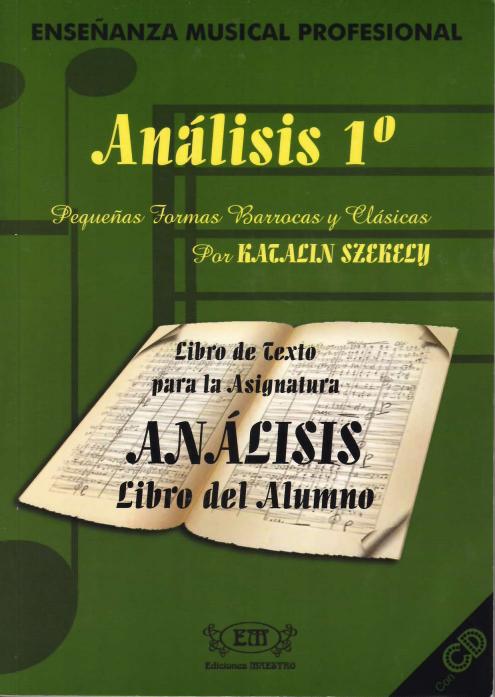 ENSEÑANZA MUSICAL PROFESIONAL
Análisis 1º
Pequeñas Formas Barrocas y Clásicas
Por KATALIN SZEKELY
Libro de Texto
para la Asignatura
ANÁLISIS
Libro del Alumno
EM
Ediciones MAESTRO
Con CD